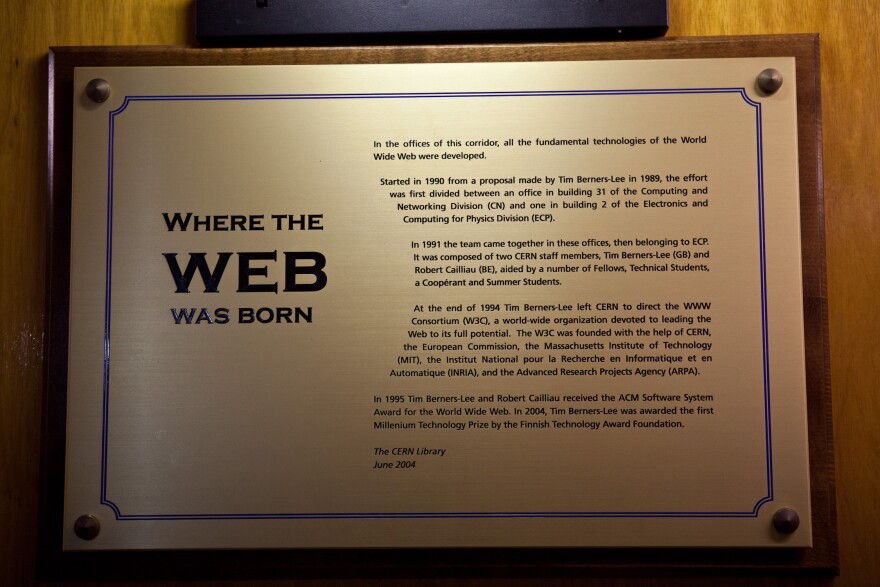 WHERE THE
WEB
WAS BORN
In the offices of this corridor, all the fundamental technologies of the World
Wide Web were developed.
Started in 1990 from a proposal made by Tim Berners-Lee in 1989, the effort
was first divided between an office in building 31 of the Computing and
Networking Division (CN) and one in building 2 of the Electronics and
Computing for Physics Division (ECP).
In 1991 the team came together in these offices, then belonging to ECP.
It was composed of two CERN staff members, Tim Berners-Lee (GB) and
Robert Cailliau (BE), aided by a number of Fellows, Technical Students,
a Coopérant and Summer Students.
At the end of 1994 Tim Berners-Lee left CERN to direct the WWW
Consortium (W3C), a world-wide organization devoted to leading the
Web to its full potential. The W3C was founded with the help of CERN,
the European Commission, the Massachusetts Institute of Technology
(MIT), the Institut National pour la Recherche en Informatique et en
Automatique (INRIA), and the Advanced Research Projects Agency (ARPA).
In 1995 Tim Berners-Lee and Robert Cailliau received the ACM Software System
Award for the World Wide Web. In 2004, Tim Berners-Lee was awarded the first
Millenium Technology Prize by the Finnish Technology Award Foundation.
The CERN Library
June 2004